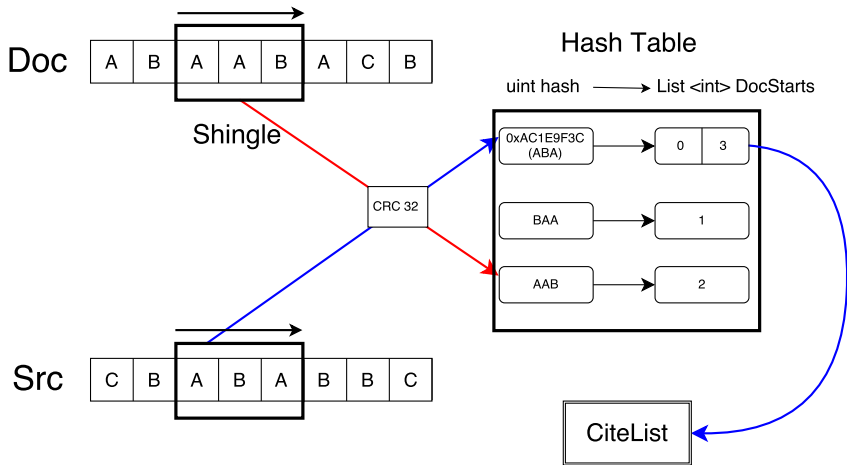 Doc
A B A A B A C B
Shingle
CRC 32
Src
C B A B A B B C
Hash Table
uint hash List <int> DocStarts
0xAC1E9F3C
(ABA)
0 3
BAA
1
AAB
2
CiteList